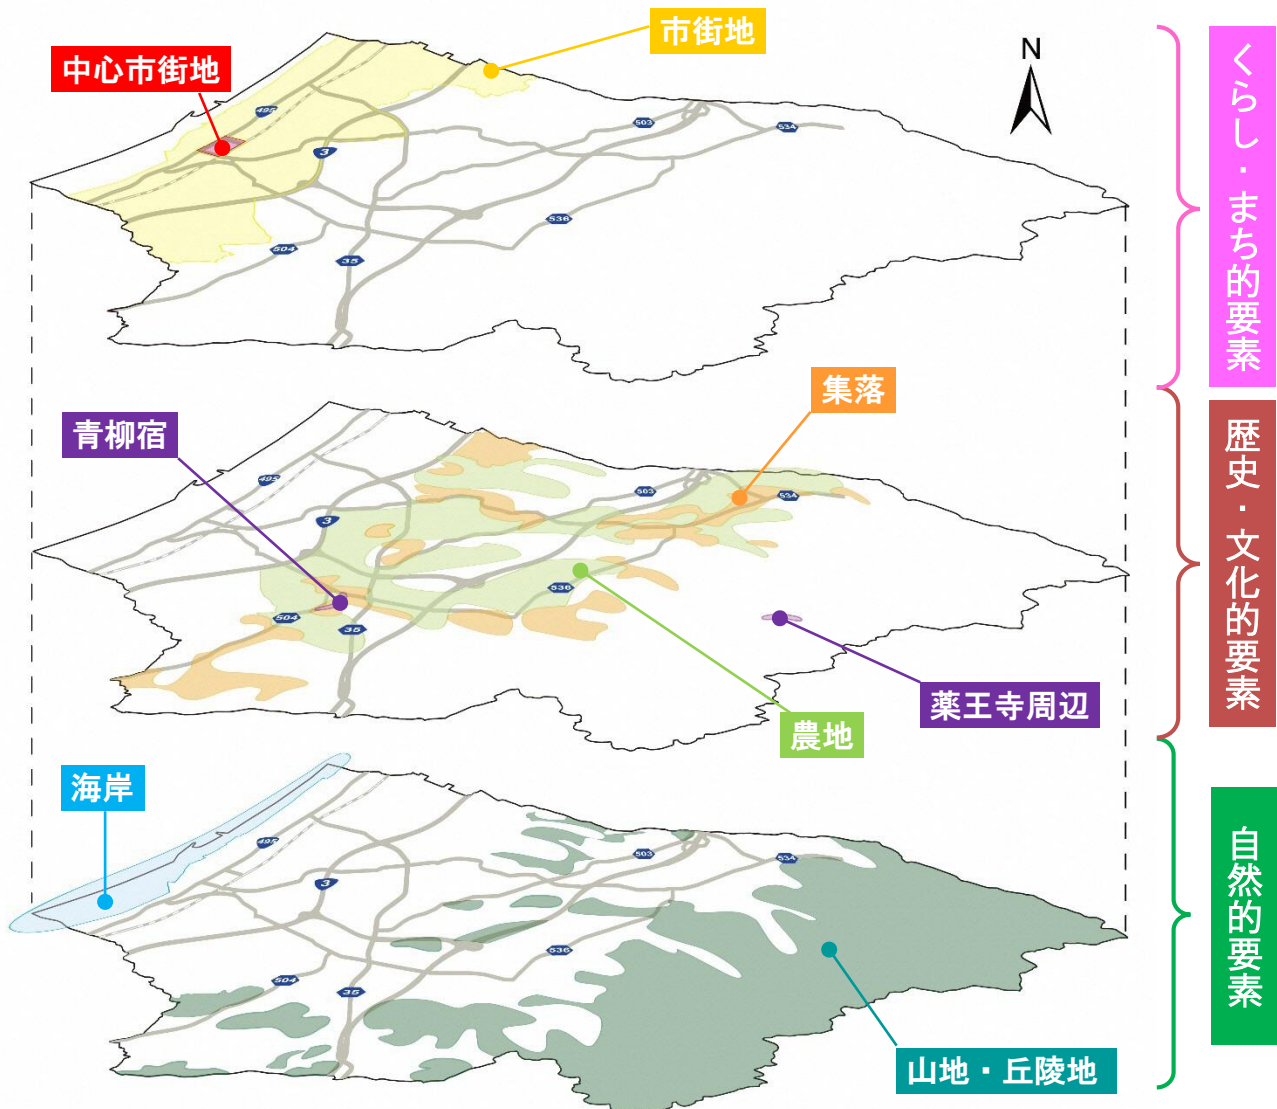 市街地
中心市街地
N
495
3
503
534
536
504
35
くらし・まち的要素
集落
青柳宿
495
3
503
534
536
504
35
薬王寺周辺
農地
歴史・文化的要素
海岸
495
3
503
534
536
504
35
山地・丘陵地
自然的要素